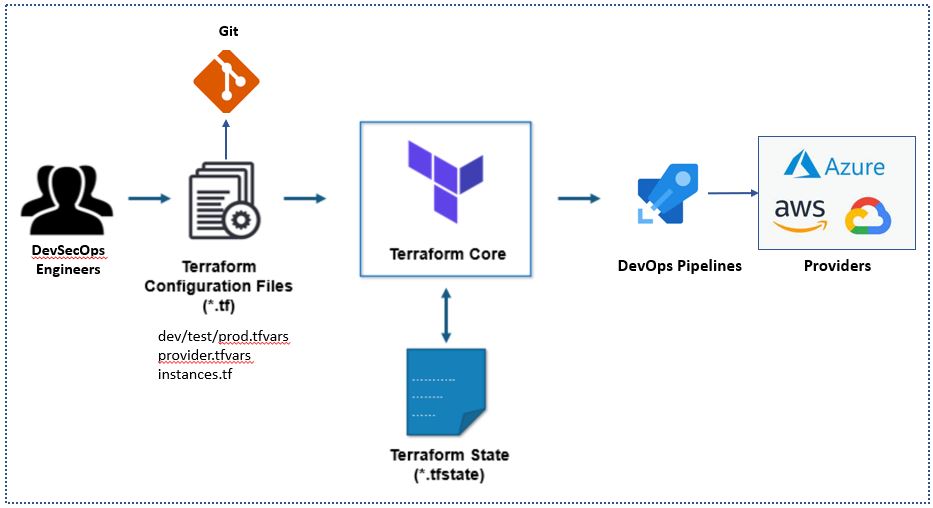 Git
DevSecOps
Engineers
Terraform
Configuration Files
(*.tf)
dev/test/prod.tfvars
provider.tfvars
instances.tf
Terraform Core
Terraform State
(*.tfstate)
DevOps Pipelines
Azure
aws
Providers